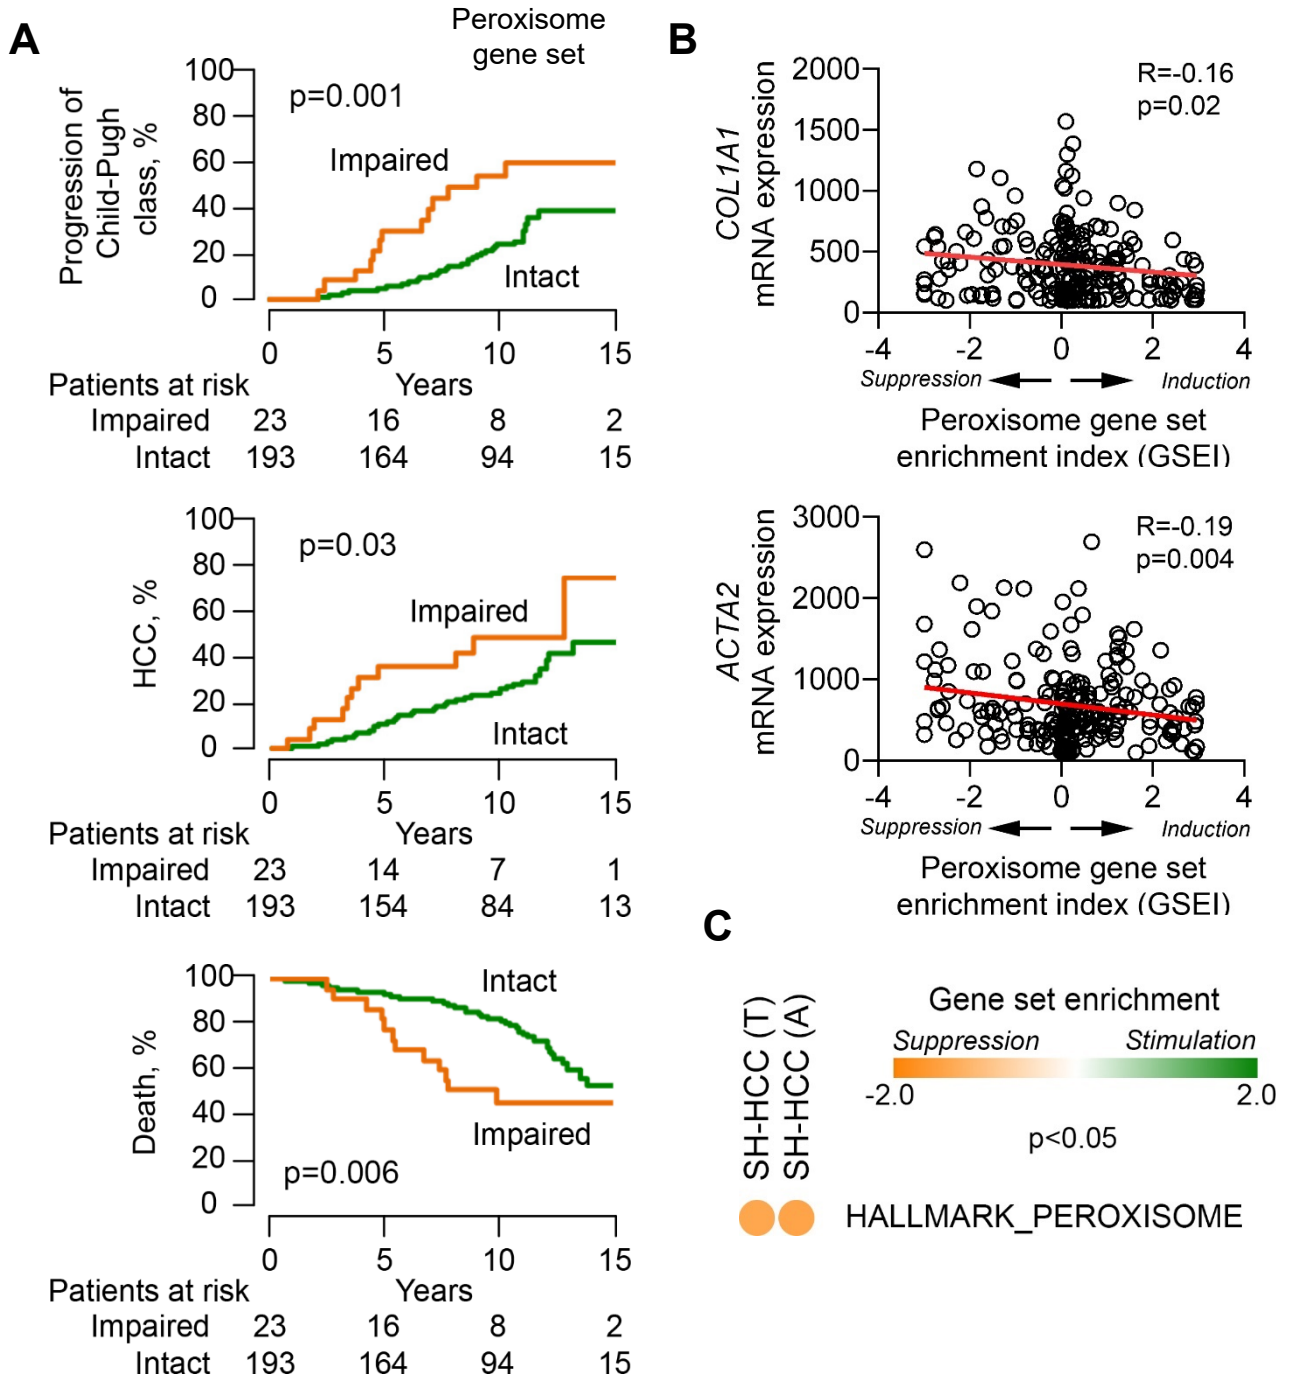 A
Peroxisome
gene set
Progression of
Child-Pugh
class, %
100
80
60
40
20
0
p=0.001
Impaired
Intact
0 5 10 15
Patients at risk Years
Impaired 23 16 8 2
Intact 193 164 94 15
HCC, %
100
80
60
40
20
0
p=0.03
Impaired
Intact
0 5 10 15
Patients at risk Years
Impaired 23 14 7 1
Intact 193 154 84 13
Death, %
100
80
60
40
20
0
Intact
Impaired
p=0.006
0 5 10 15
Patients at risk Years
Impaired 23 16 8 2
Intact 193 164 94 15
B
COL1A1
mRNA expression
2000
1500
1000
500
0
R=-0.16
p=0.02
-4 -2 0 2 4
Suppression Induction
Peroxisome gene set
enrichment index (GSEI)
ACTA2
mRNA expression
3000
2000
1000
0
R=-0.19
p=0.004
-4 -2 0 2 4
Suppression Induction
Peroxisome gene set
enrichment index (GSEI)
C
SH-HCC (T)
SH-HCC (A)
Gene set enrichment
Suppression Stimulation
-2.0 2.0
p<0.05
HALLMARK_PEROXISOME